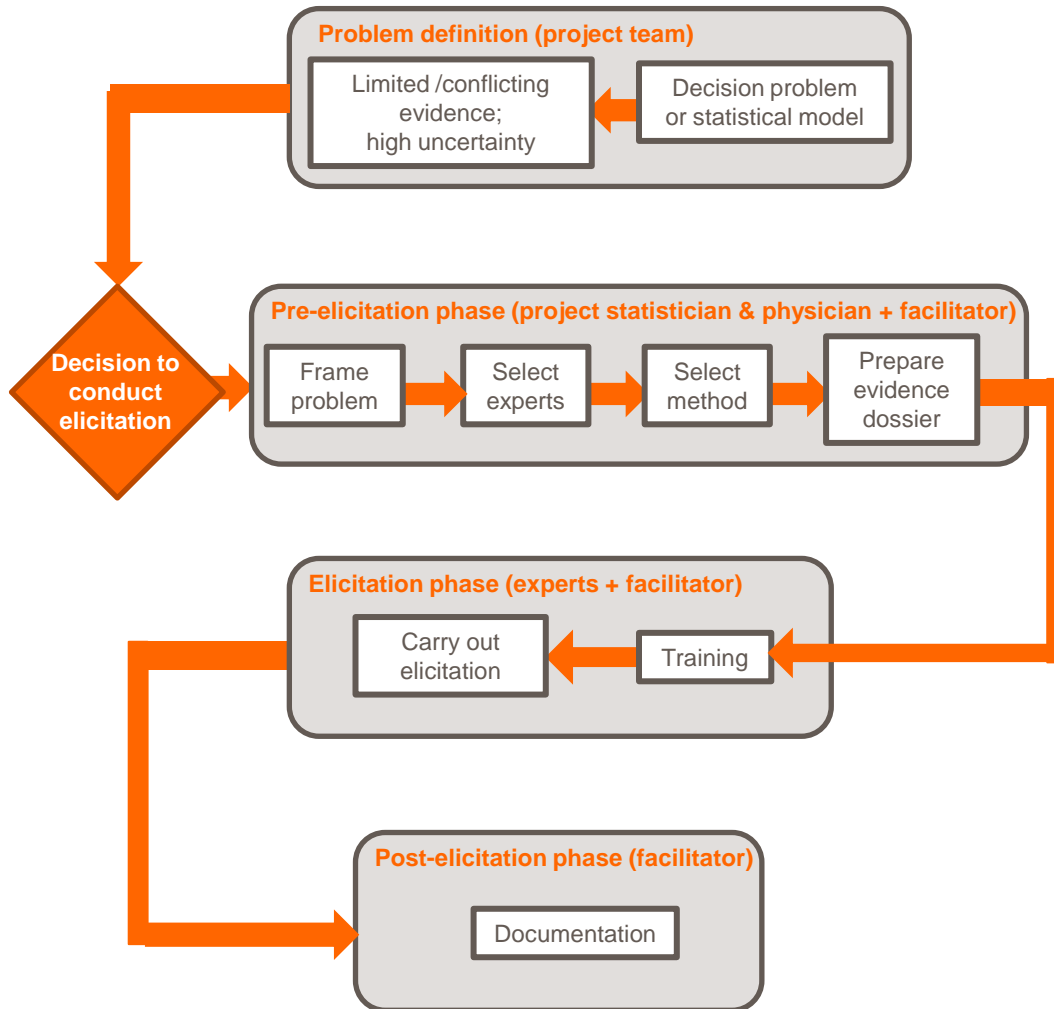 Problem definition (project team)
Limited /conflicting
evidence;
high uncertainty
Decision problem
or statistical model
Decision to
conduct
elicitation
Pre-elicitation phase (project statistician & physician + facilitator)
Frame
problem
Select
experts
Select
method
Prepare
evidence
dossier
Elicitation phase (experts + facilitator)
Carry out
elicitation
Training
Post-elicitation phase (facilitator)
Documentation